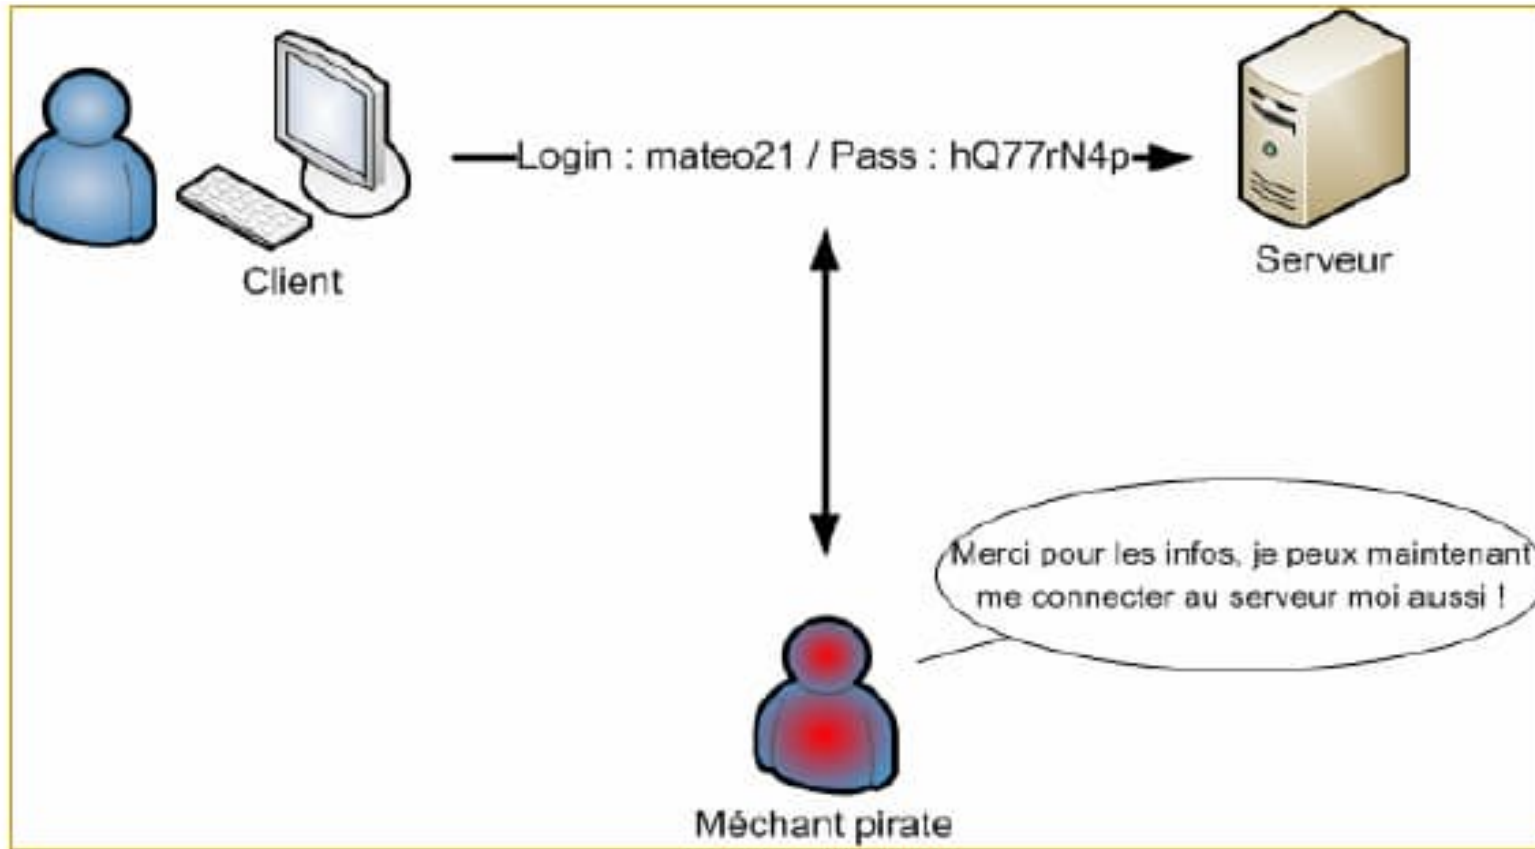 Login : mateo21 / Pass : hQ77rN4p
Client
Serveur
Merci pour les infos, je peux maintenant
me connecter au serveur moi aussi !
Méchant pirate